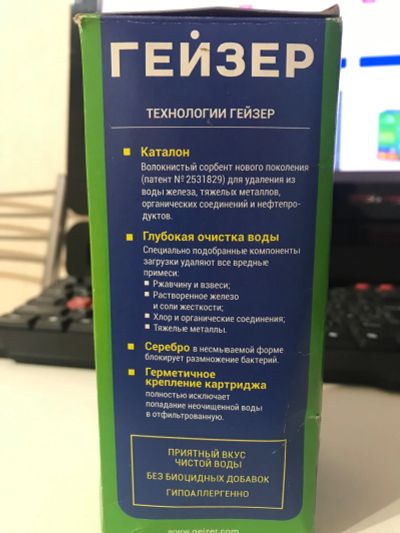 ГЕЙЗЕР
ТЕХНОЛОГИИ ГЕЙЗЕР
Каталон
Волокнистый сорбент нового поколения
(патент № 2531829) для удаления из
воды железа, тяжелых металлов,
органических соединений и нефтепро-
дуктов.
Глубокая очистка воды
Специально подобранные компоненты
загрузки удаляют все вредные
примеси:
Ржавчину и взвеси;
Растворенное железо
и соли жесткости;
Хлор и органические соединения;
Тяжелые металлы.
Серебро в несмываемой форме
блокирует размножение бактерий.
Герметичное
крепление картриджа
полностью исключает
попадание неочищенной воды
в отфильтрованную.
ПРИЯТНЫЙ ВКУС
ЧИСТОЙ ВОДЫ
БЕЗ БИОЦИДНЫХ ДОБАВОК
ГИПОАЛЛЕРГЕННО
www.geizer.com